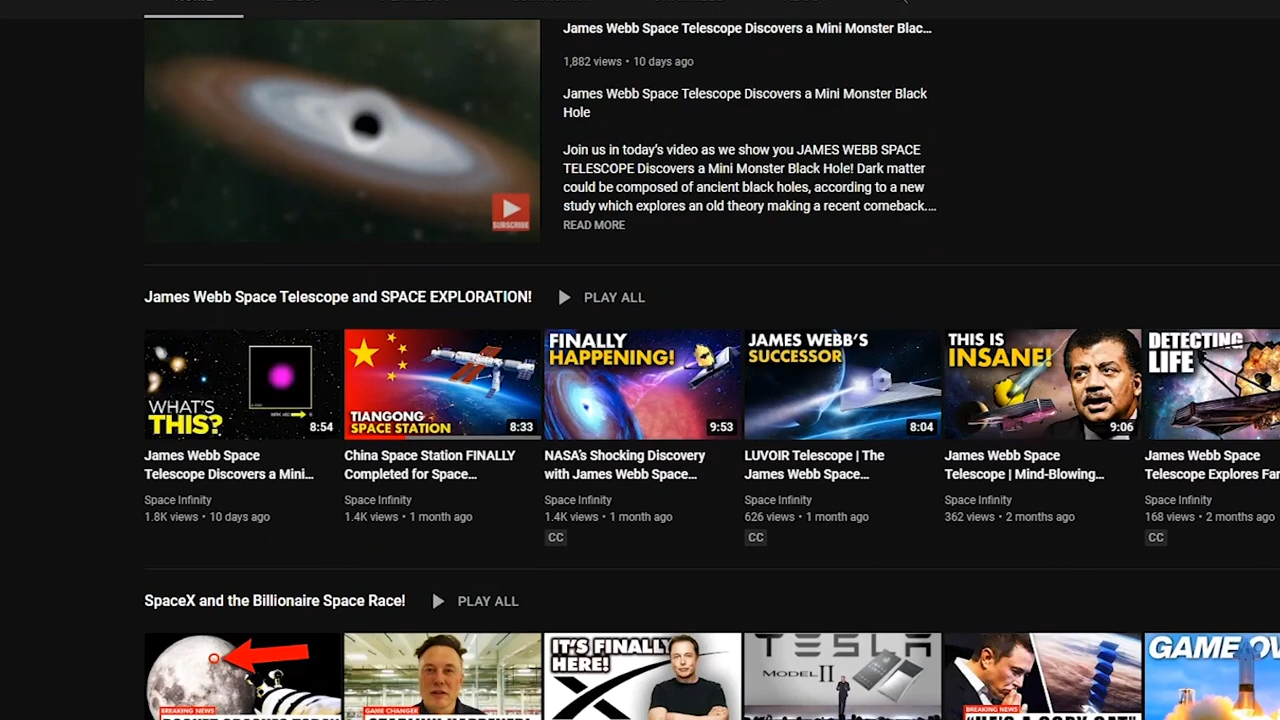 James Webb Space Telescope Discovers a Mini Monster Blac...
1,882 views • 10 days ago
James Webb Space Telescope Discovers a Mini Monster Black
Hole
Join us in today's video as we show you JAMES WEBB SPACE
TELESCOPE Discovers a Mini Monster Black Hole! Dark matter
could be composed of ancient black holes, according to a new
study which explores an old theory making a recent comeback....
READ MORE
SUBSCRIBE
James Webb Space Telescope and SPACE EXPLORATION!
PLAY ALL
WHAT'S
THIS?
8:54
James Webb Space
Telescope Discovers a Mini...
Space Infinity
1.8K views • 10 days ago
TIANGONG
SPACE STATION
8:33
China Space Station FINALLY
Completed for Space...
Space Infinity
1.4K views • 1 month ago
FINALLY
HAPPENING!
9:53
NASA's Shocking Discovery
with James Webb Space...
Space Infinity
1.4K views • 1 month ago
CC
JAMES WEBB'S
SUCCESSOR
8:04
LUVOIR Telescope | The
James Webb Space...
Space Infinity
626 views • 1 month ago
CC
THIS IS
INSANE!
9:06
James Webb Space
Telescope | Mind-Blowing...
Space Infinity
362 views • 2 months ago
DETECTING
LIFE
James Webb Space
Telescope Explores Far
Space Infinity
168 views • 2 months ago
CC
SpaceX and the Billionaire Space Race!
PLAY ALL
BREAKING NEWS
GAME CHANGER
IT'S FINALLY
HERE!
TESLA
MODEL II
BREAKING NEWS
"HE'S A COPY CAT"
GAME OV